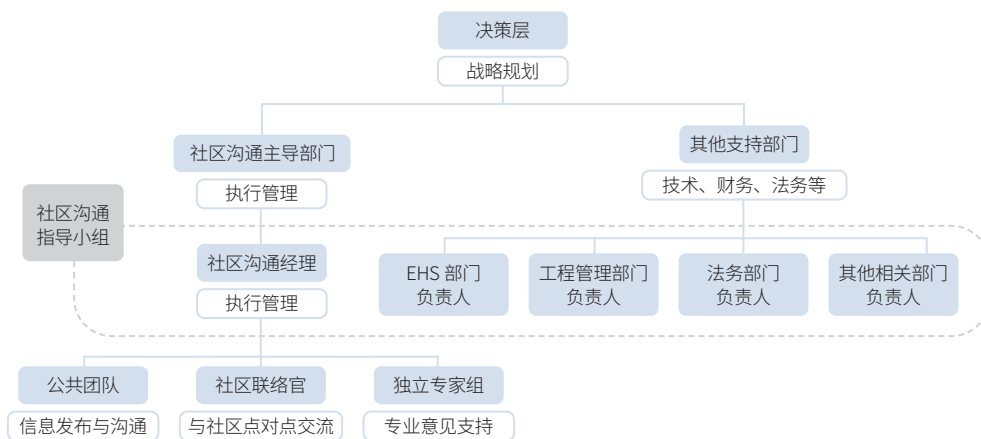 决策层
战略规划
社区沟通主导部门
执行管理
其他支持部门
技术、财务、法务等
社区沟通
指导小组
社区沟通经理
执行管理
EHS 部门
负责人
工程管理部门
负责人
法务部门
负责人
其他相关部门
负责人
公共团队
信息发布与沟通
社区联络官
与社区点对点交流
独立专家组
专业意见支持